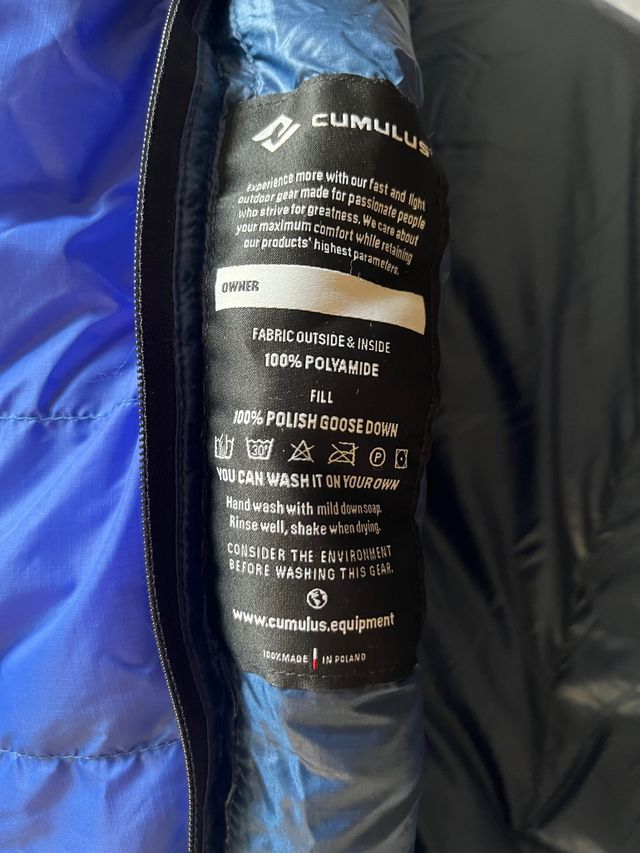 CUMULUS
Experience more with our fast and light
outdoor gear made for passionate people
who strive for greatness. We care about
your maximum comfort while retaining
our products' highest parameters.
OWNER
FABRIC OUTSIDE & INSIDE
100% POLYAMIDE
FILL
100% POLISH GOOSE DOWN
30° P
YOU CAN WASH IT ON YOUR OWN
Hand wash with mild down soap.
Rinse well, shake when drying.
CONSIDER THE ENVIRONMENT
BEFORE WASHING THIS GEAR.
www.cumulus.equipment
100% MADE IN POLAND